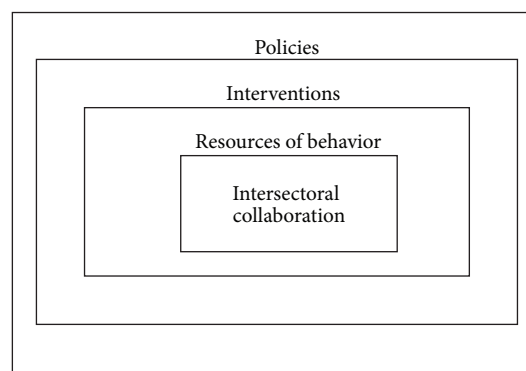 Policies
Interventions
Resources of behavior
Intersectoral
collaboration